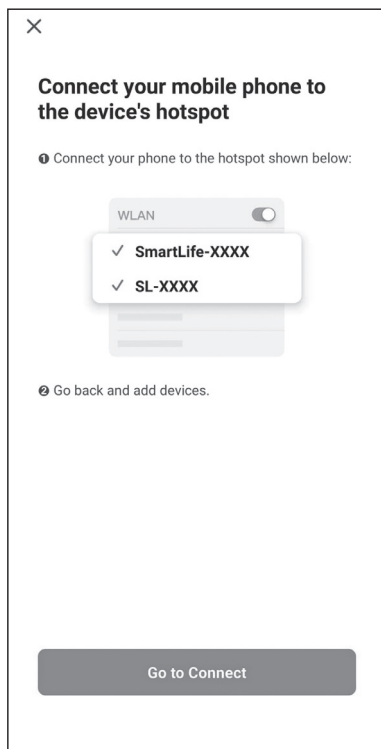 Connect your mobile phone to
the device's hotspot
❶ Connect your phone to the hotspot shown below:
WLAN
✓ SmartLife-XXXX
✓ SL-XXXX
❷ Go back and add devices.
Go to Connect